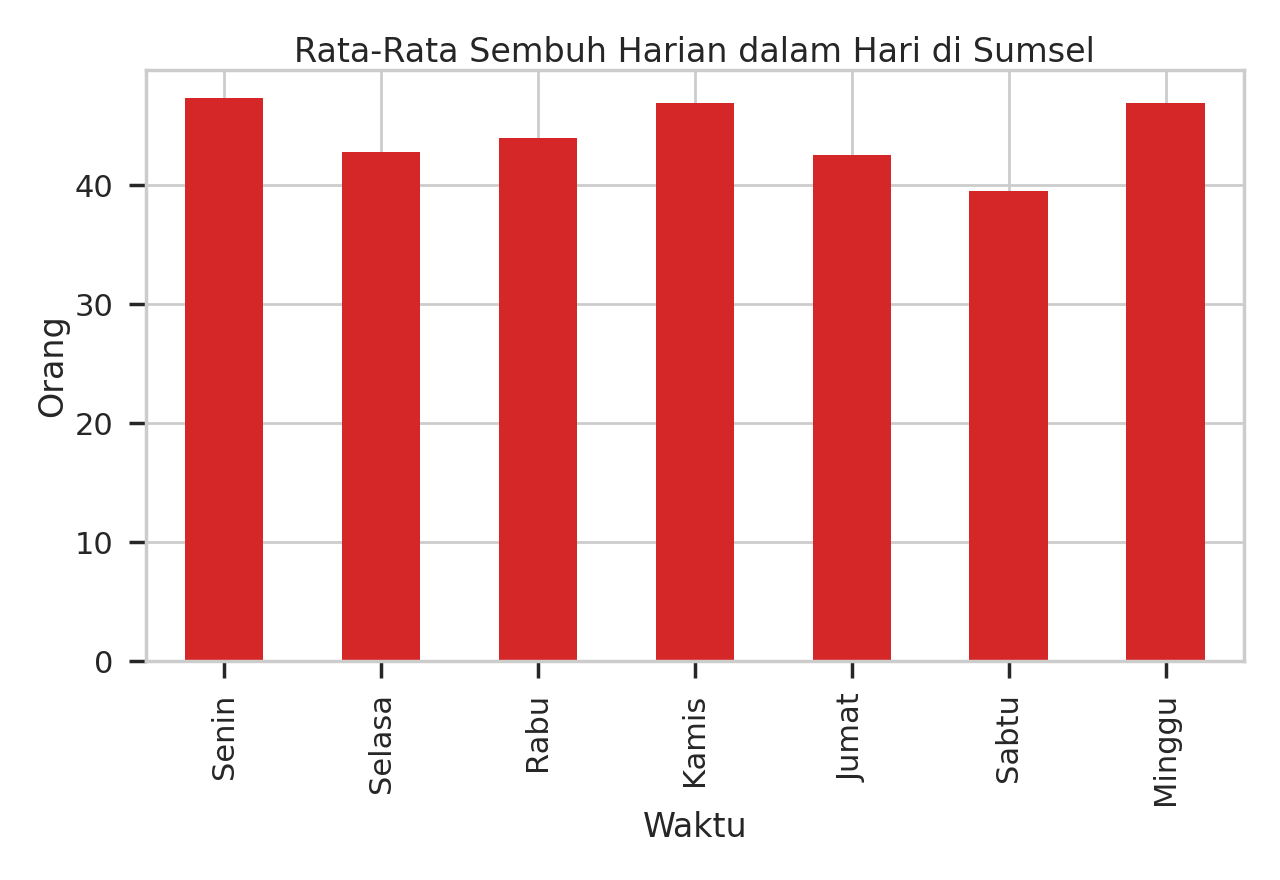 Rata-Rata Sembuh Harian dalam Hari di Sumsel
Orang
40
30
20
10
0
Senin
Selasa
Rabu
Kamis
Jumat
Sabtu
Minggu
Waktu